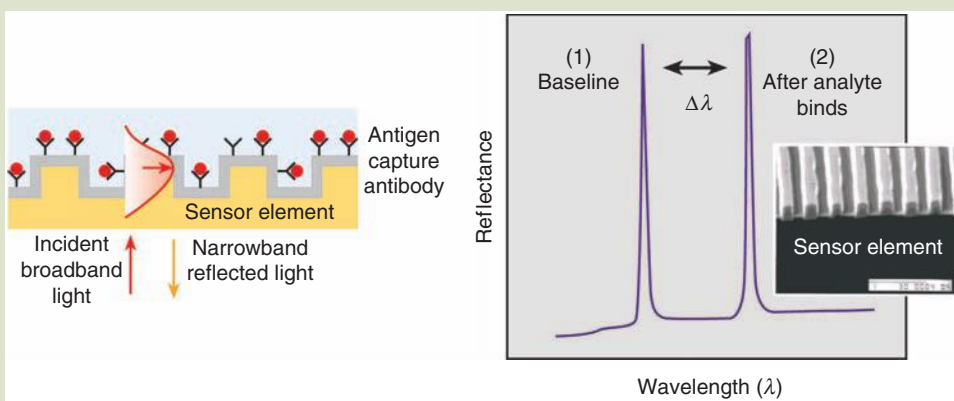 Antigen
capture
antibody
Sensor element
Incident
broadband
light
Narrowband
reflected light
Reflectance
(1)
Baseline
Δλ
(2)
After analyte
binds
Sensor element
Wavelength (λ)